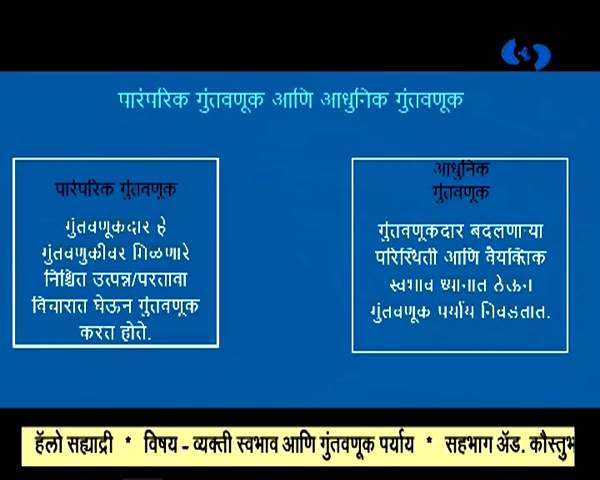 पारंपरिक गुंतवणूक आणि आधुनिक गुंतवणूक
पारंपरिक गुंतवणूक
गुंतवणूकदार हे
गुंतवणुकीवर मिळणारे
निश्चित उत्पन्न/परतावा
विचारात घेऊन गुंतवणूक
करत होते.
आधुनिक
गुंतवणूक
गुंतवणूकदार बदलणाऱ्या
परिस्थिती आणि वैयक्तिक
स्वभाव ध्यानात ठेऊन
गुंतवणूक पर्याय निवडतात.
हॅलो सह्याद्री * विषय - व्यक्ती स्वभाव आणि गुंतवणूक पर्याय * सहभाग ॲड. कौस्तुभ